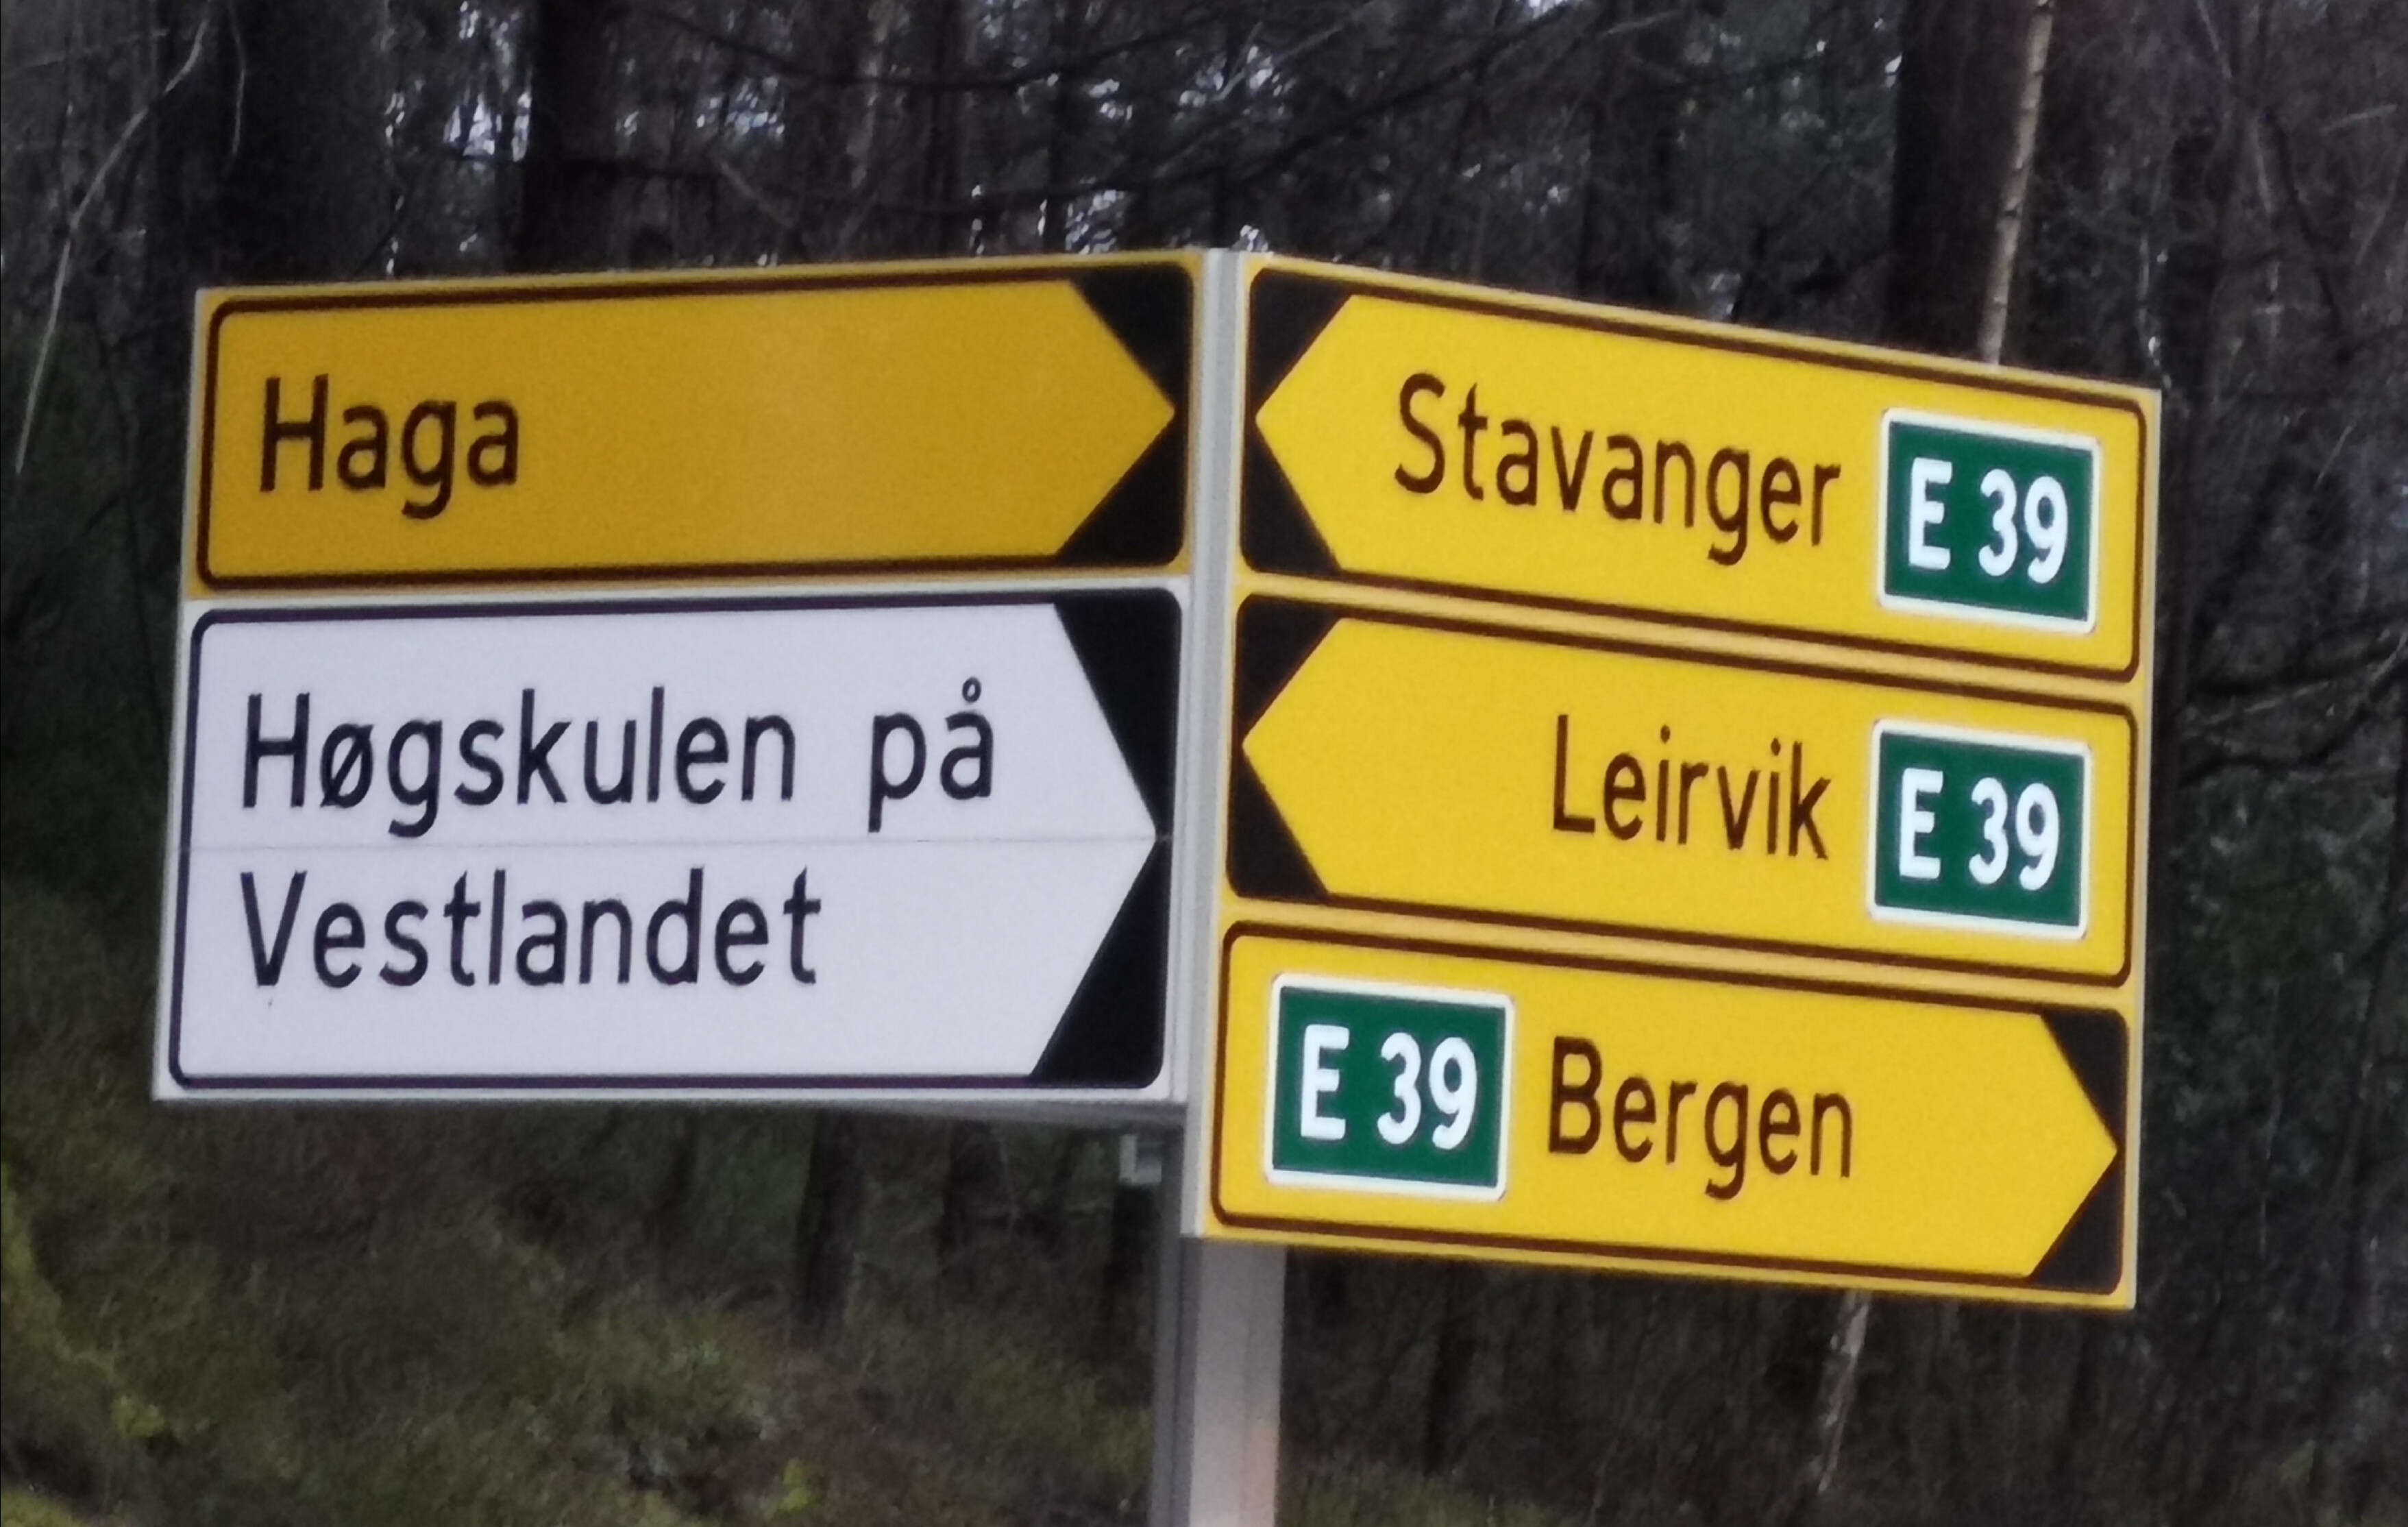 Haga
Høgskulen på
Vestlandet
Stavanger E 39
Leirvik E 39
E 39 Bergen